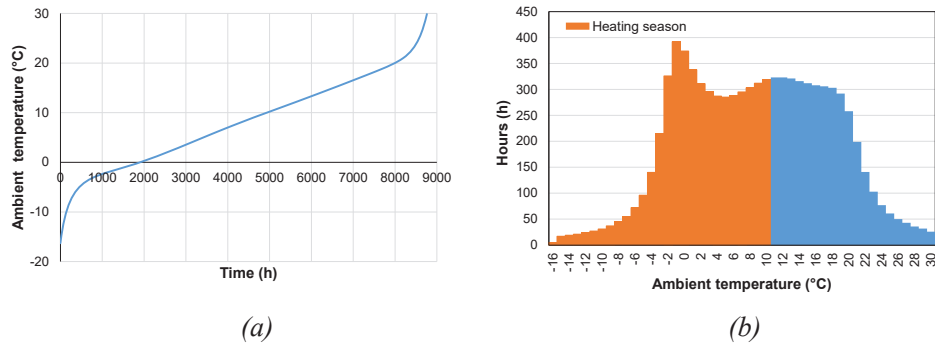 30
20
10
0
-10
-20
0 1000 2000 3000 4000 5000 6000 7000 8000 9000
Ambient temperature (°C)
Time (h)
(a)
450
400
350
300
250
200
150
100
50
0
Heating season
Hours (h)
-16 -14 -12 -10 -8 -6 -4 -2 0 2 4 6 8 10 12 14 16 18 20 22 24 26 28 30
Ambient temperature (°C)
(b)